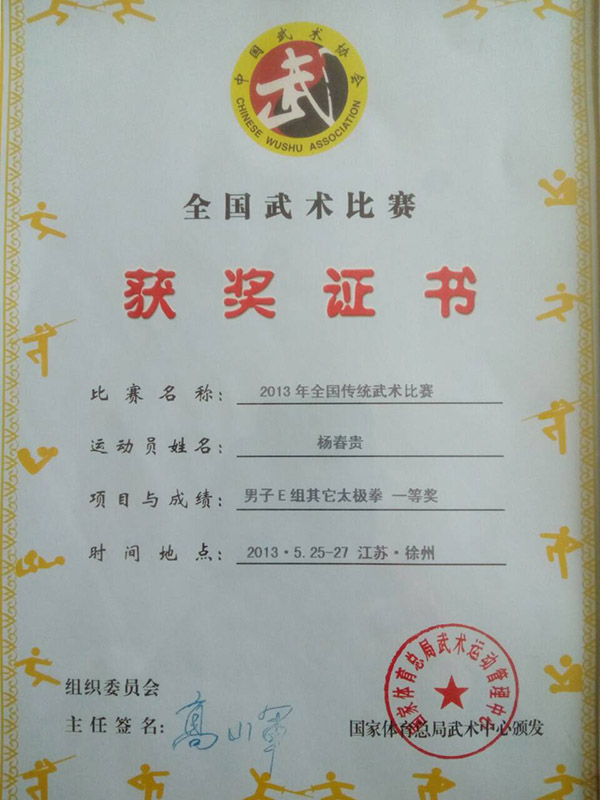 中国武术协会
武
CHINESE WUSHU ASSOCIATION
全国武术比赛
获奖证书
比赛名称： 2013年全国传统武术比赛
运动员姓名： 杨春贵
项目与成绩： 男子E组其它太极拳 一等奖
时间地点： 2013·5.25-27 江苏·徐州
国家体育总局武术运动管理中心
组织委员会
主任签名： 高山军
国家体育总局武术中心颁发